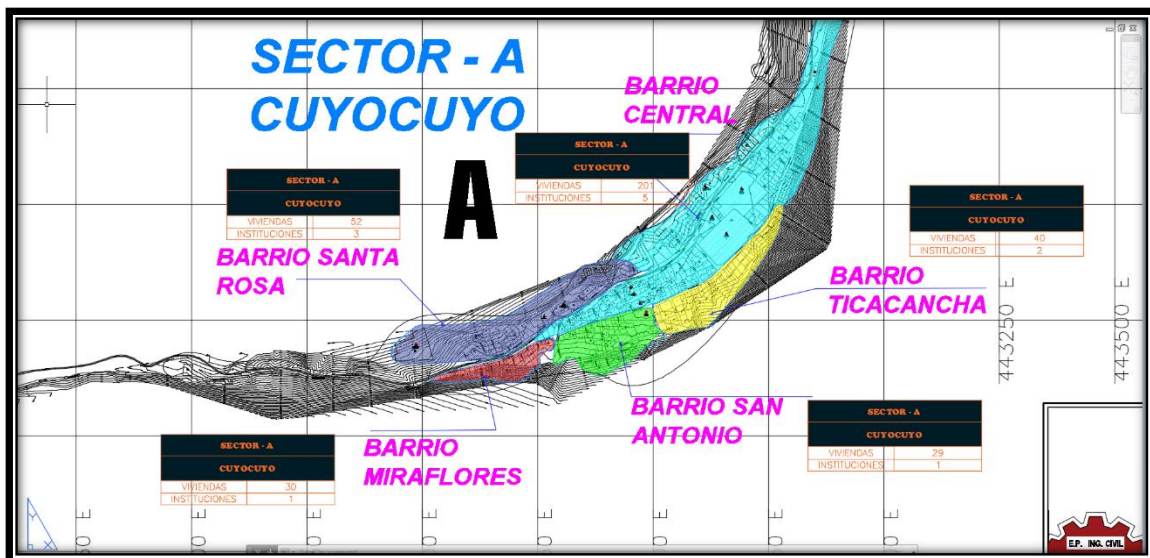 SECTOR - A
CUYOCUYO
A
BARRIO
CENTRAL
SECTOR - A
CUYOCUYO
VIVIENDAS 201
INSTITUCIONES 5
SECTOR - A
CUYOCUYO
VIVIENDAS 52
INSTITUCIONES 3
BARRIO SANTA
ROSA
SECTOR - A
CUYOCUYO
VIVIENDAS 40
INSTITUCIONES 2
BARRIO
TICACANCHA
443250 E
443500 E
BARRIO SAN
ANTONIO
SECTOR - A
CUYOCUYO
VIVIENDAS 29
INSTITUCIONES 1
BARRIO
MIRAFLORES
SECTOR - A
CUYOCUYO
VIVIENDAS 30
INSTITUCIONES 1
Y
X
E.P. ING. CIVIL